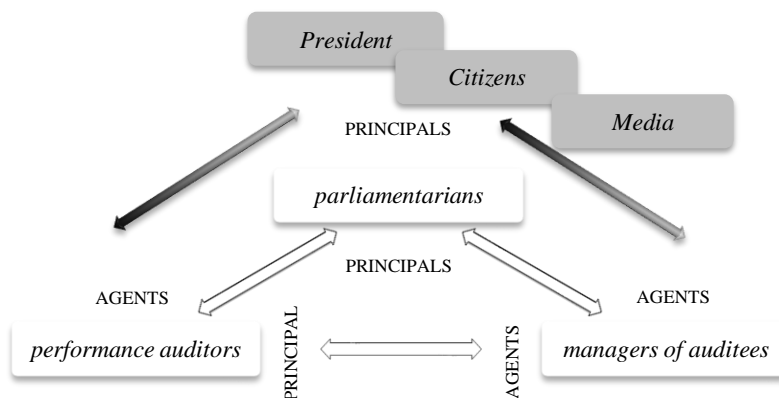 President
Citizens
Media
PRINCIPALS
parliamentarians
PRINCIPALS
AGENTS
AGENTS
performance auditors
PRINCIPAL
AGENTS
managers of auditees